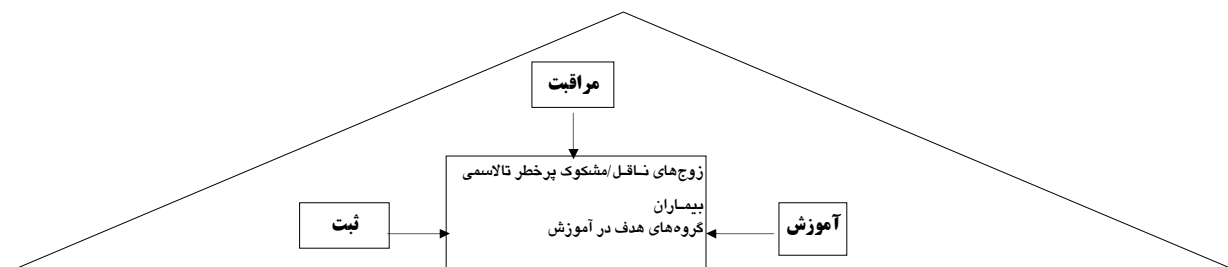 مراقبت
زوج‌های ناقل/مشکوک پرخطر تالاسمی
بیماران
گروه‌های هدف در آموزش
آموزش
ثبت